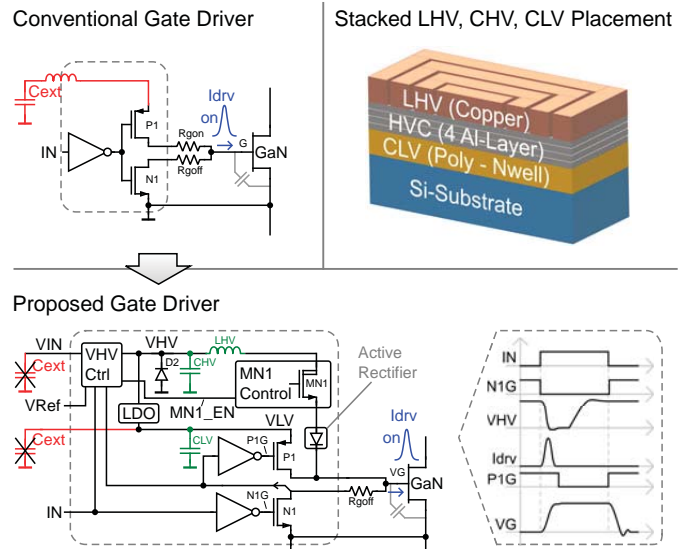 Conventional Gate Driver
Stacked LHV, CHV, CLV Placement
Cext
P1
Idrv
on
Rgon
G
IN
GaN
Rgoff
N1
LHV (Copper)
HVC (4 Al-Layer)
CLV (Poly - Nwell)
Si-Substrate
Proposed Gate Driver
VIN
VHV
LHV
Cext
VHV
Ctrl
D2
CHV
MN1
Control
MN1
Active
Rectifier
VRef
MN1_EN
LDO
VLV
Cext
CLV
P1G
P1
Idrv
on
VG
GaN
IN
N1G
N1
Rgoff
IN
N1G
VHV
Idrv
P1G
VG